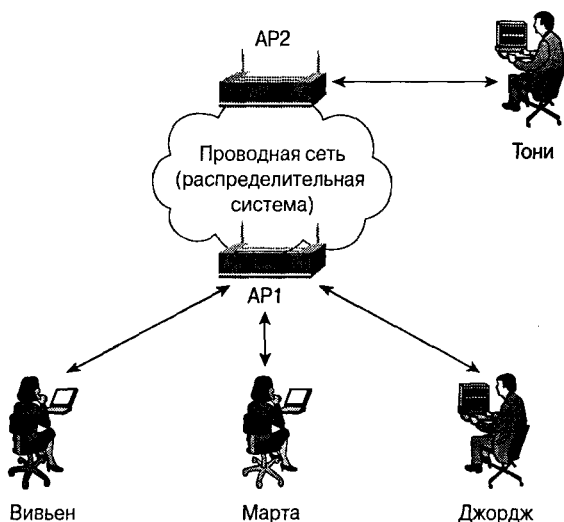 AP2
Тони
Проводная сеть
(распределительная
система)
AP1
Вивьен
Марта
Джордж